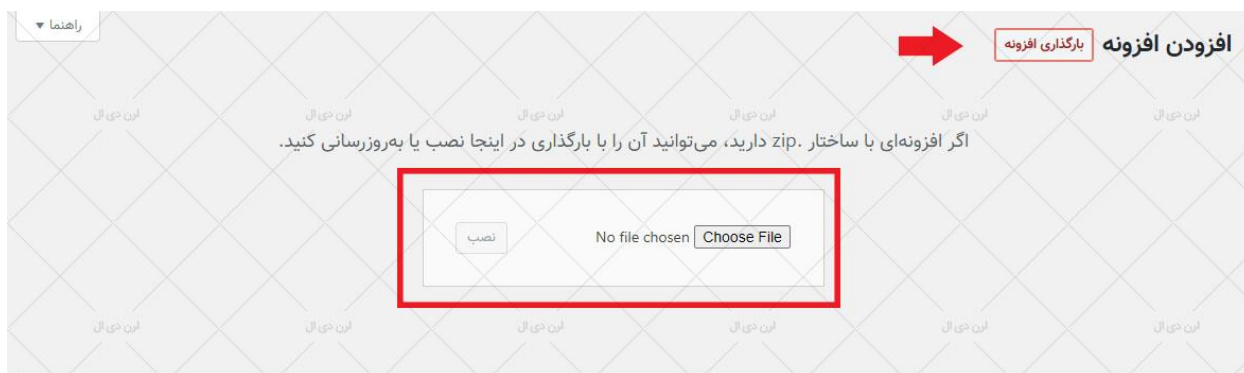 راهنما
افزودن افزونه بارگذاری افزونه
لرن دی ال لرن دی ال لرن دی ال لرن دی ال لرن دی ال لرن دی ال
اگر افزونه‌ای با ساختار .zip دارید، می‌توانید آن را با بارگذاری در اینجا نصب یا به‌روزرسانی کنید.
Choose File No file chosen نصب
لرن دی ال لرن دی ال لرن دی ال لرن دی ال لرن دی ال لرن دی ال